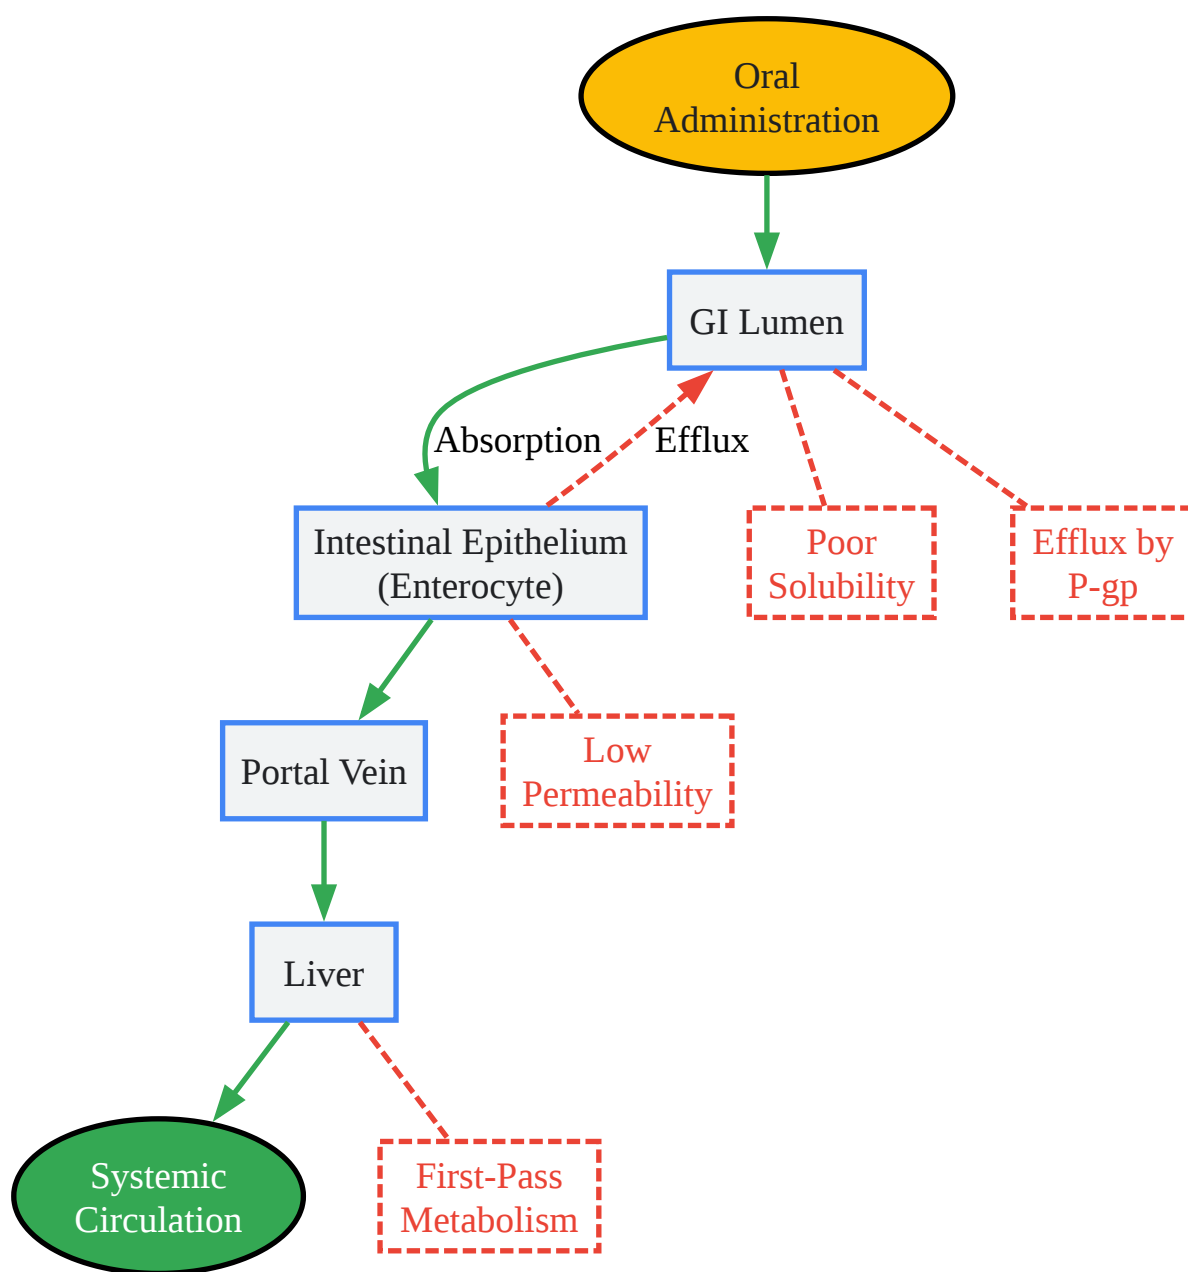 Oral
Administration
GI Lumen
Absorption
Efflux
Intestinal Epithelium
(Enterocyte)
Poor
Solubility
Efflux by
P-gp
Portal Vein
Low
Permeability
Liver
Systemic
Circulation
First-Pass
Metabolism